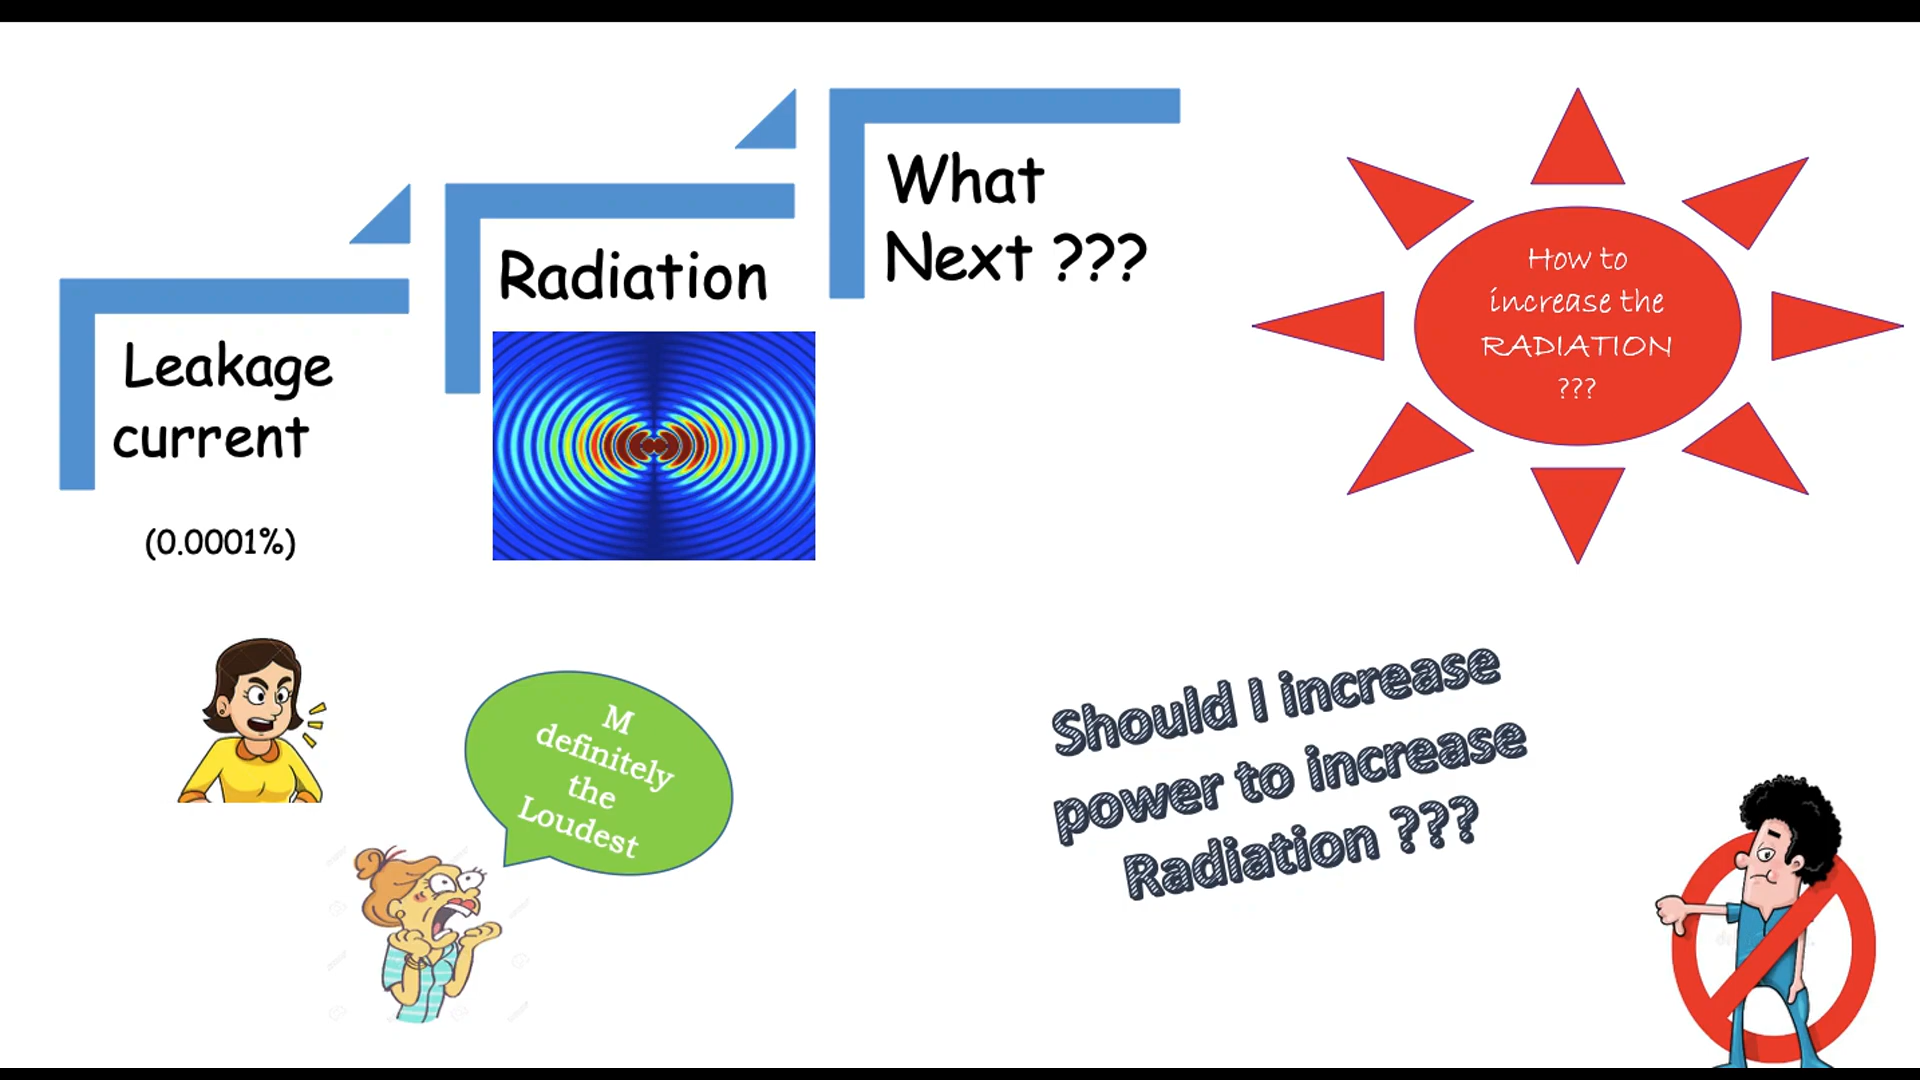 Leakage
current
(0.0001%)
Radiation
What
Next ???
How to
increase the
RADIATION
???
M
definitely
the
Loudest
Should I increase
power to increase
Radiation ???